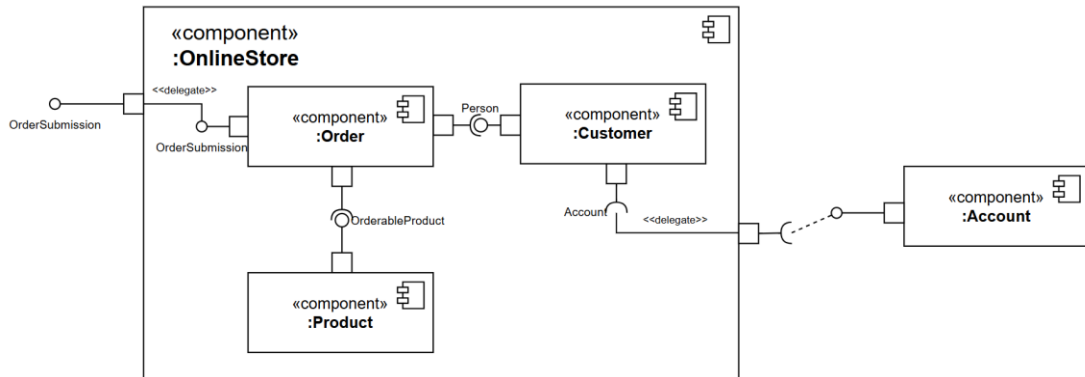 «component»
:OnlineStore
<<delegate>>
OrderSubmission
OrderSubmission
«component»
:Order
Person
«component»
:Customer
OrderableProduct
Account
<<delegate>>
«component»
:Account
«component»
:Product